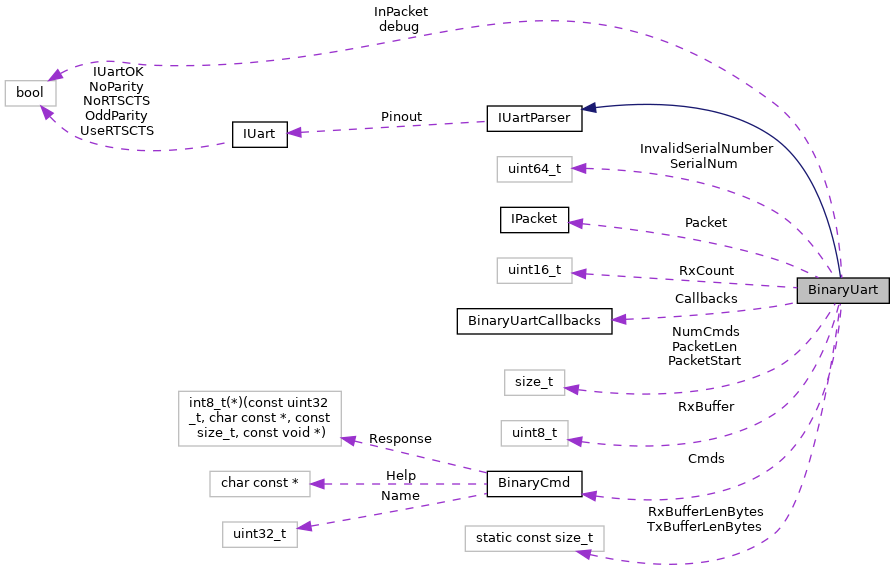 InPacket
debug
bool
IUartOK
NoParity
NoRTSCTS
OddParity
UseRTSCTS
IUart
Pinout
IUartParser
InvalidSerialNumber
SerialNum
uint64_t
IPacket
Packet
uint16_t
RxCount
BinaryUart
Callbacks
BinaryUartCallbacks
NumCmds
PacketLen
PacketStart
size_t
RxBuffer
uint8_t
int8_t(*)(const uint32
_t, char const *, const
size_t, const void *)
Response
Cmds
Help
char const *
BinaryCmd
Name
uint32_t
RxBufferLenBytes
TxBufferLenBytes
static const size_t